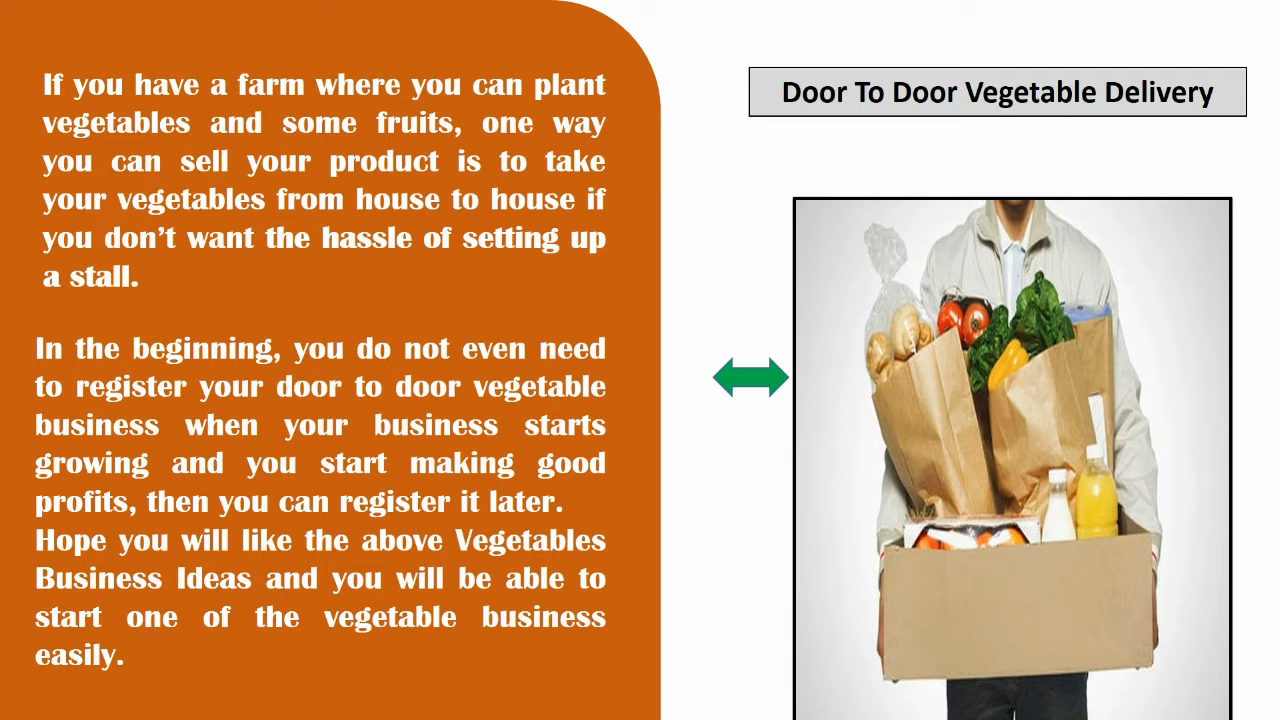 If you have a farm where you can plant
vegetables and some fruits, one way
you can sell your product is to take
your vegetables from house to house if
you don’t want the hassle of setting up
a stall.
In the beginning, you do not even need
to register your door to door vegetable
business when your business starts
growing and you start making good
profits, then you can register it later.
Hope you will like the above Vegetables
Business Ideas and you will be able to
start one of the vegetable business
easily.
Door To Door Vegetable Delivery